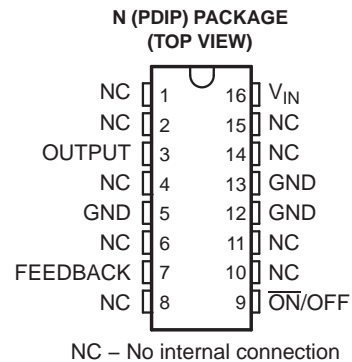 N (PDIP) PACKAGE
(TOP VIEW)
NC 1 16 VIN
NC 2 15 NC
OUTPUT 3 14 NC
NC 4 13 GND
GND 5 12 GND
NC 6 11 NC
FEEDBACK 7 10 NC
NC 8 9 O̅N̅/OFF
NC – No internal connection